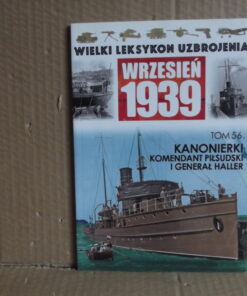 WIELKI LEKSYKON UZBROJENIA
WRZESIEŃ
1939
TOM 56
KANONIERKI
KOMENDANT PIŁSUDSKI
I GENERAŁ HALLER